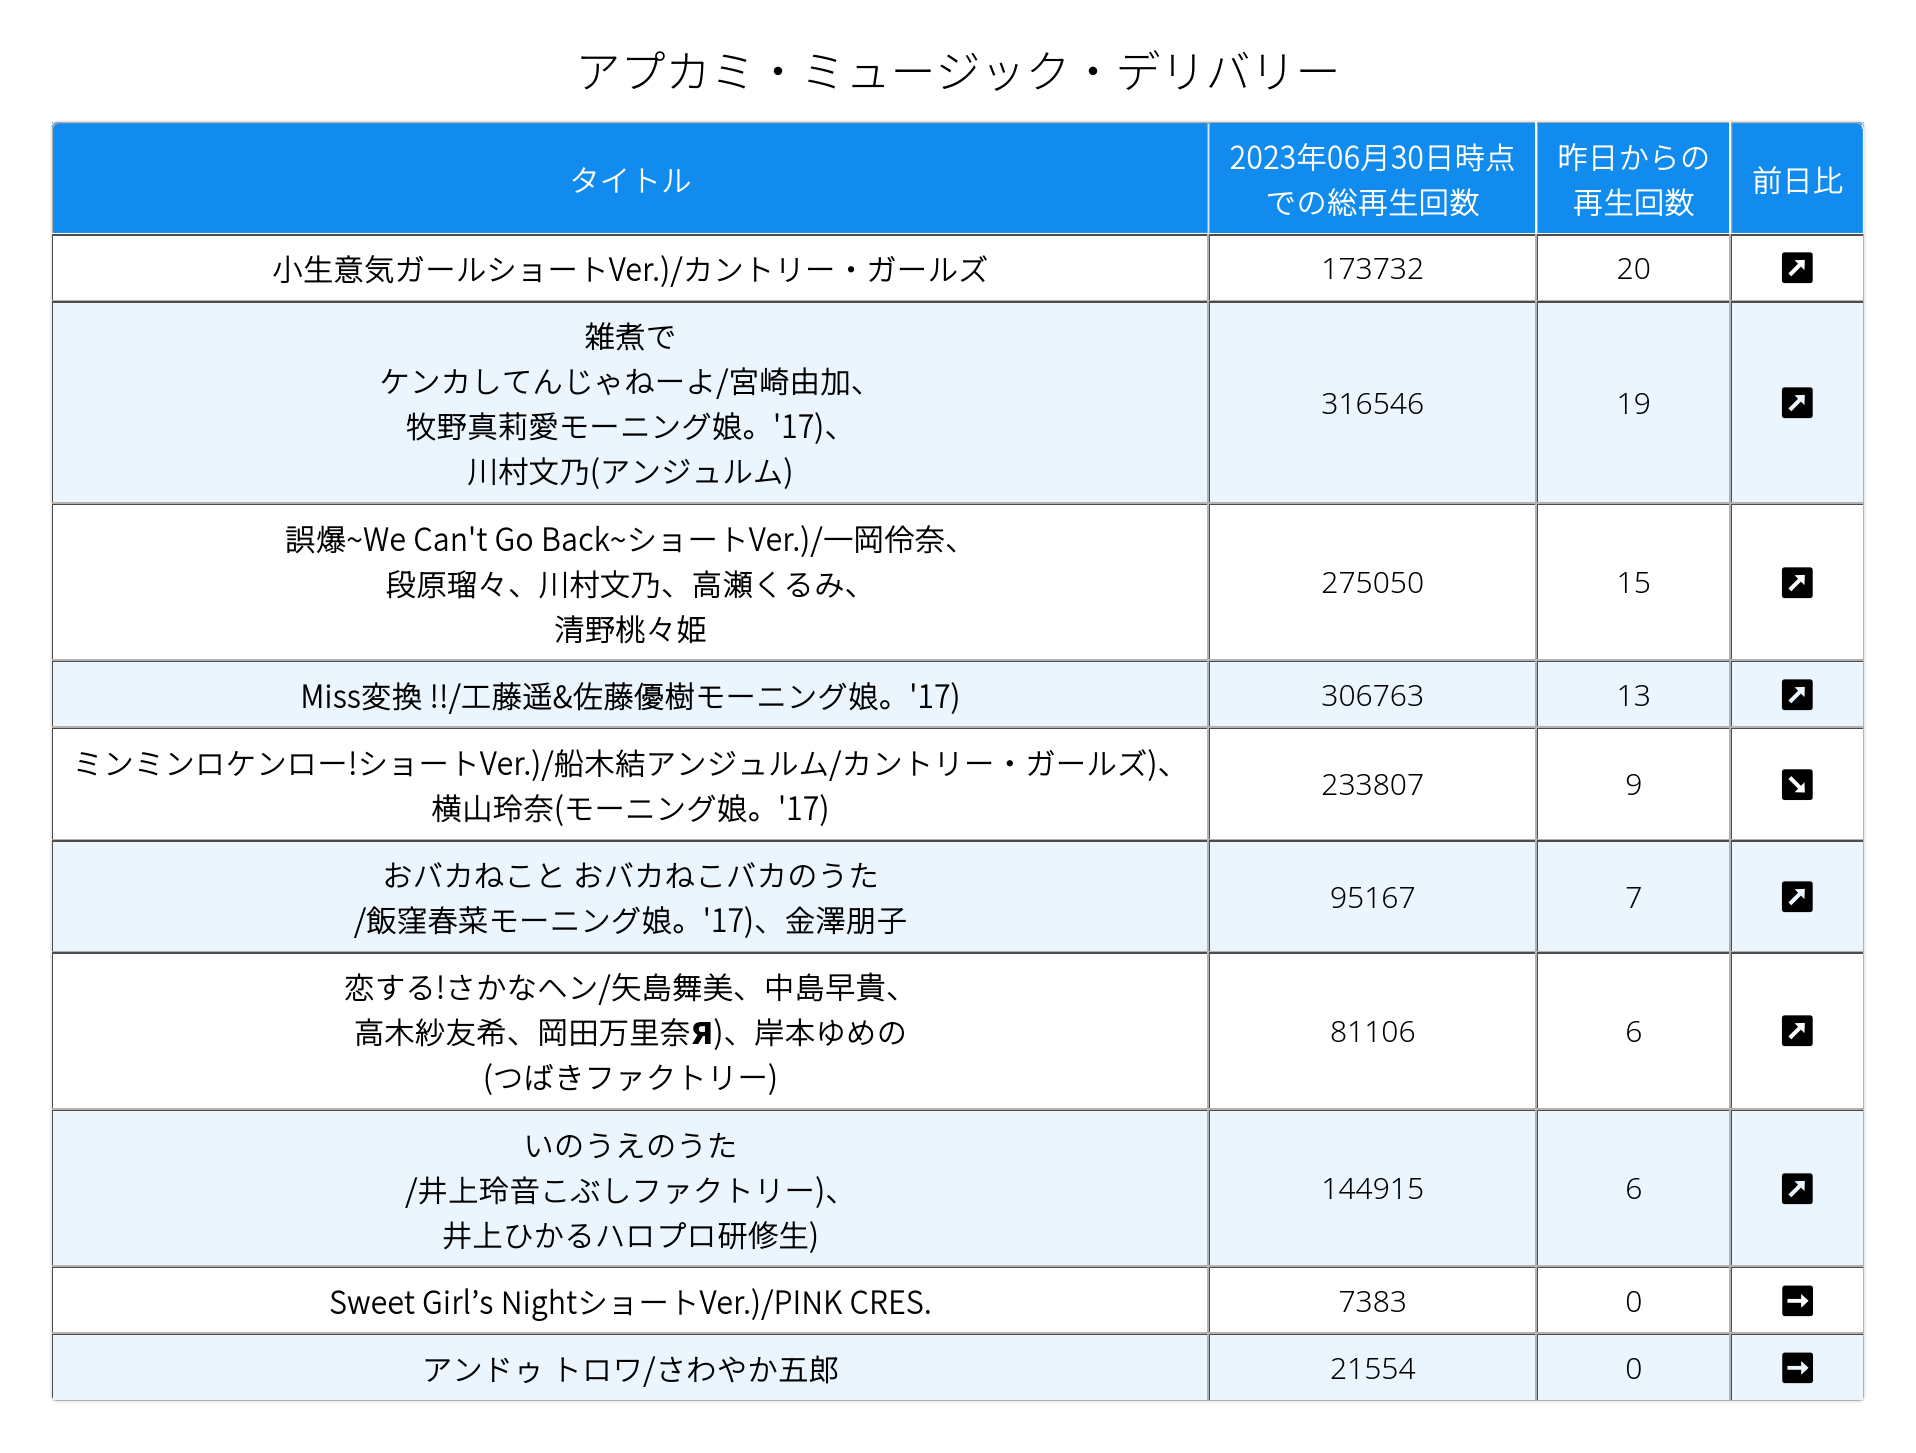 アプカミ・ミュージック・デリバリー
タイトル
2023年06月30日時点
での総再生回数
昨日からの
再生回数
前日比
小生意気ガールショートVer.)/カントリー・ガールズ
173732
20
雑煮で
ケンカしてんじゃねーよ/宮崎由加、
牧野真莉愛モーニング娘。'17)、
川村文乃(アンジュルム)
316546
19
誤爆~We Can't Go Back~ショートVer.)/一岡伶奈、
段原瑠々、川村文乃、高瀬くるみ、
清野桃々姫
275050
15
Miss変換 !!/工藤遥&佐藤優樹モーニング娘。'17)
306763
13
ミンミンロケンロー!ショートVer.)/船木結アンジュルム/カントリー・ガールズ)、
横山玲奈(モーニング娘。'17)
233807
9
おバカねこと おバカねこバカのうた
/飯窪春菜モーニング娘。'17)、金澤朋子
95167
7
恋する!さかなヘン/矢島舞美、中島早貴、
高木紗友希、岡田万里奈Я)、岸本ゆめの
(つばきファクトリー)
81106
6
いのうえのうた
/井上玲音こぶしファクトリー)、
井上ひかるハロプロ研修生)
144915
6
Sweet Girl’s NightショートVer.)/PINK CRES.
7383
0
アンドゥ トロワ/さわやか五郎
21554
0